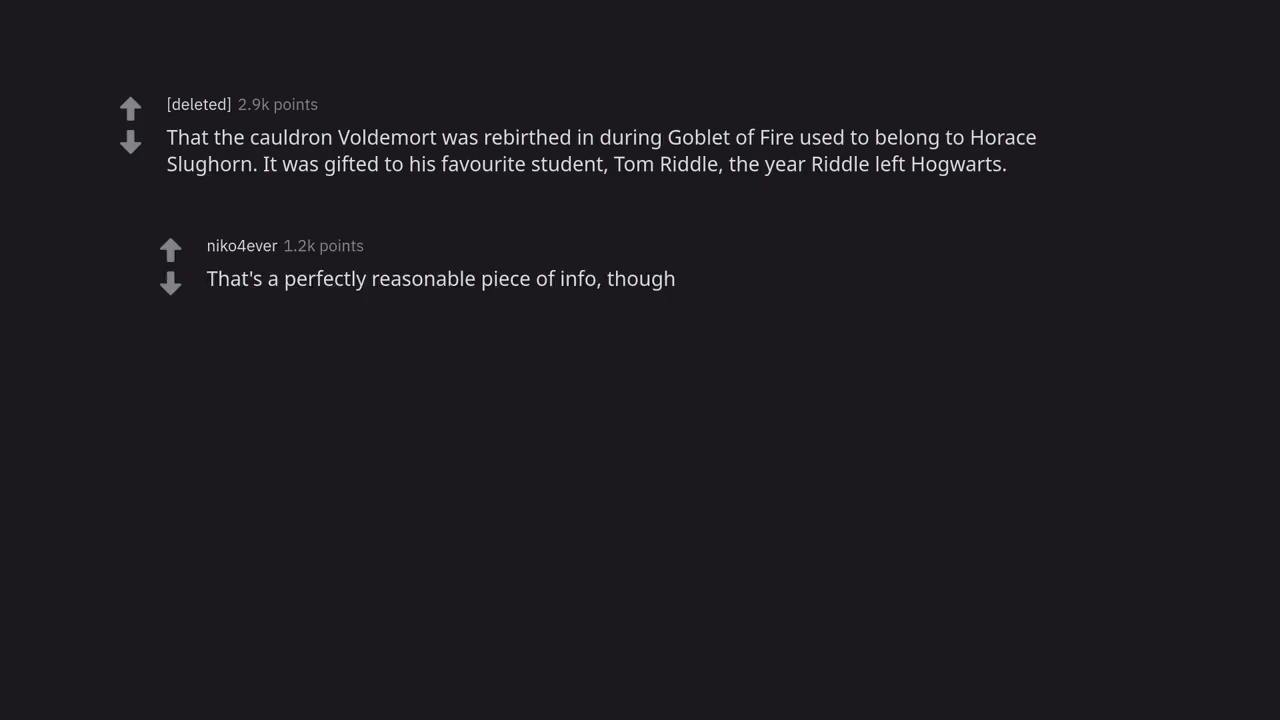 [deleted] 2.9k points
That the cauldron Voldemort was rebirthed in during Goblet of Fire used to belong to Horace
Slughorn. It was gifted to his favourite student, Tom Riddle, the year Riddle left Hogwarts.
niko4ever 1.2k points
That's a perfectly reasonable piece of info, though